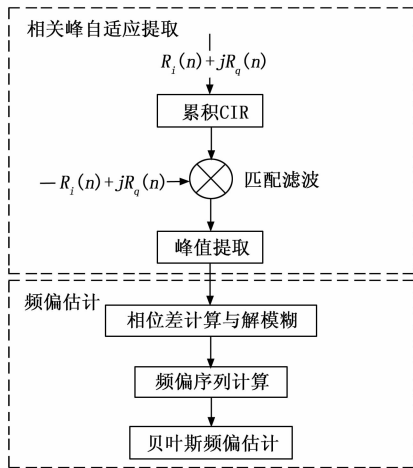 相关峰自适应提取
R_i(n)+jR_q(n)
累积CIR
R_i(n)+jR_q(n)
匹配滤波
峰值提取
频偏估计
相位差计算与解模糊
频偏序列计算
贝叶斯频偏估计